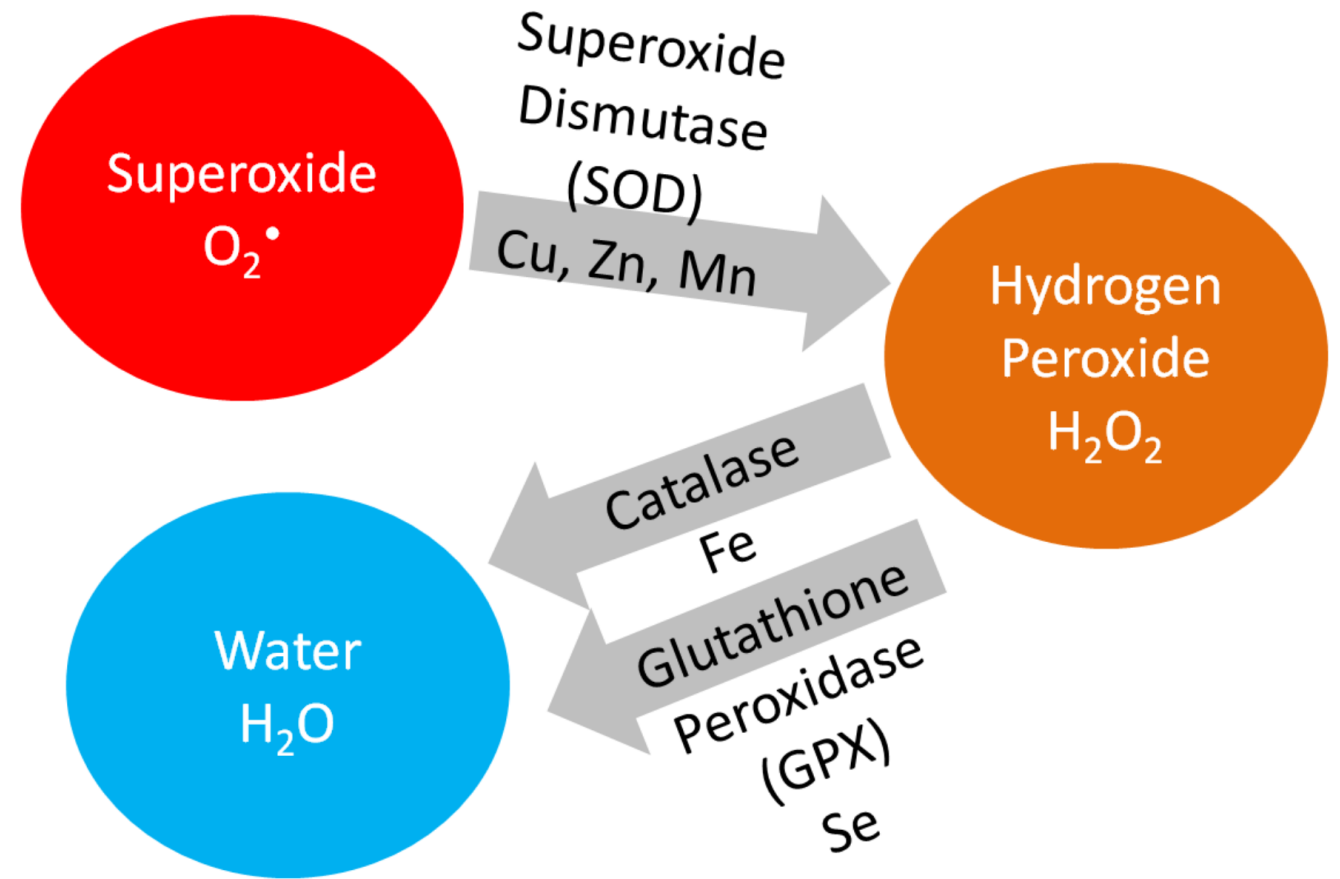 Superoxide
O₂•
Superoxide
Dismutase
(SOD)
Cu, Zn, Mn
Hydrogen
Peroxide
H₂O₂
Catalase
Fe
Glutathione
Peroxidase
(GPX)
Se
Water
H₂O